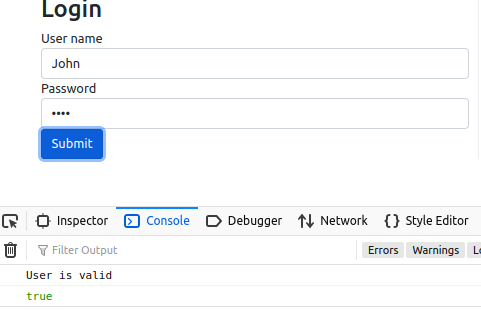 Login
User name
John
Password
••••
Submit
Inspector Console Debugger Network Style Editor
Filter Output Errors Warnings
User is valid
true